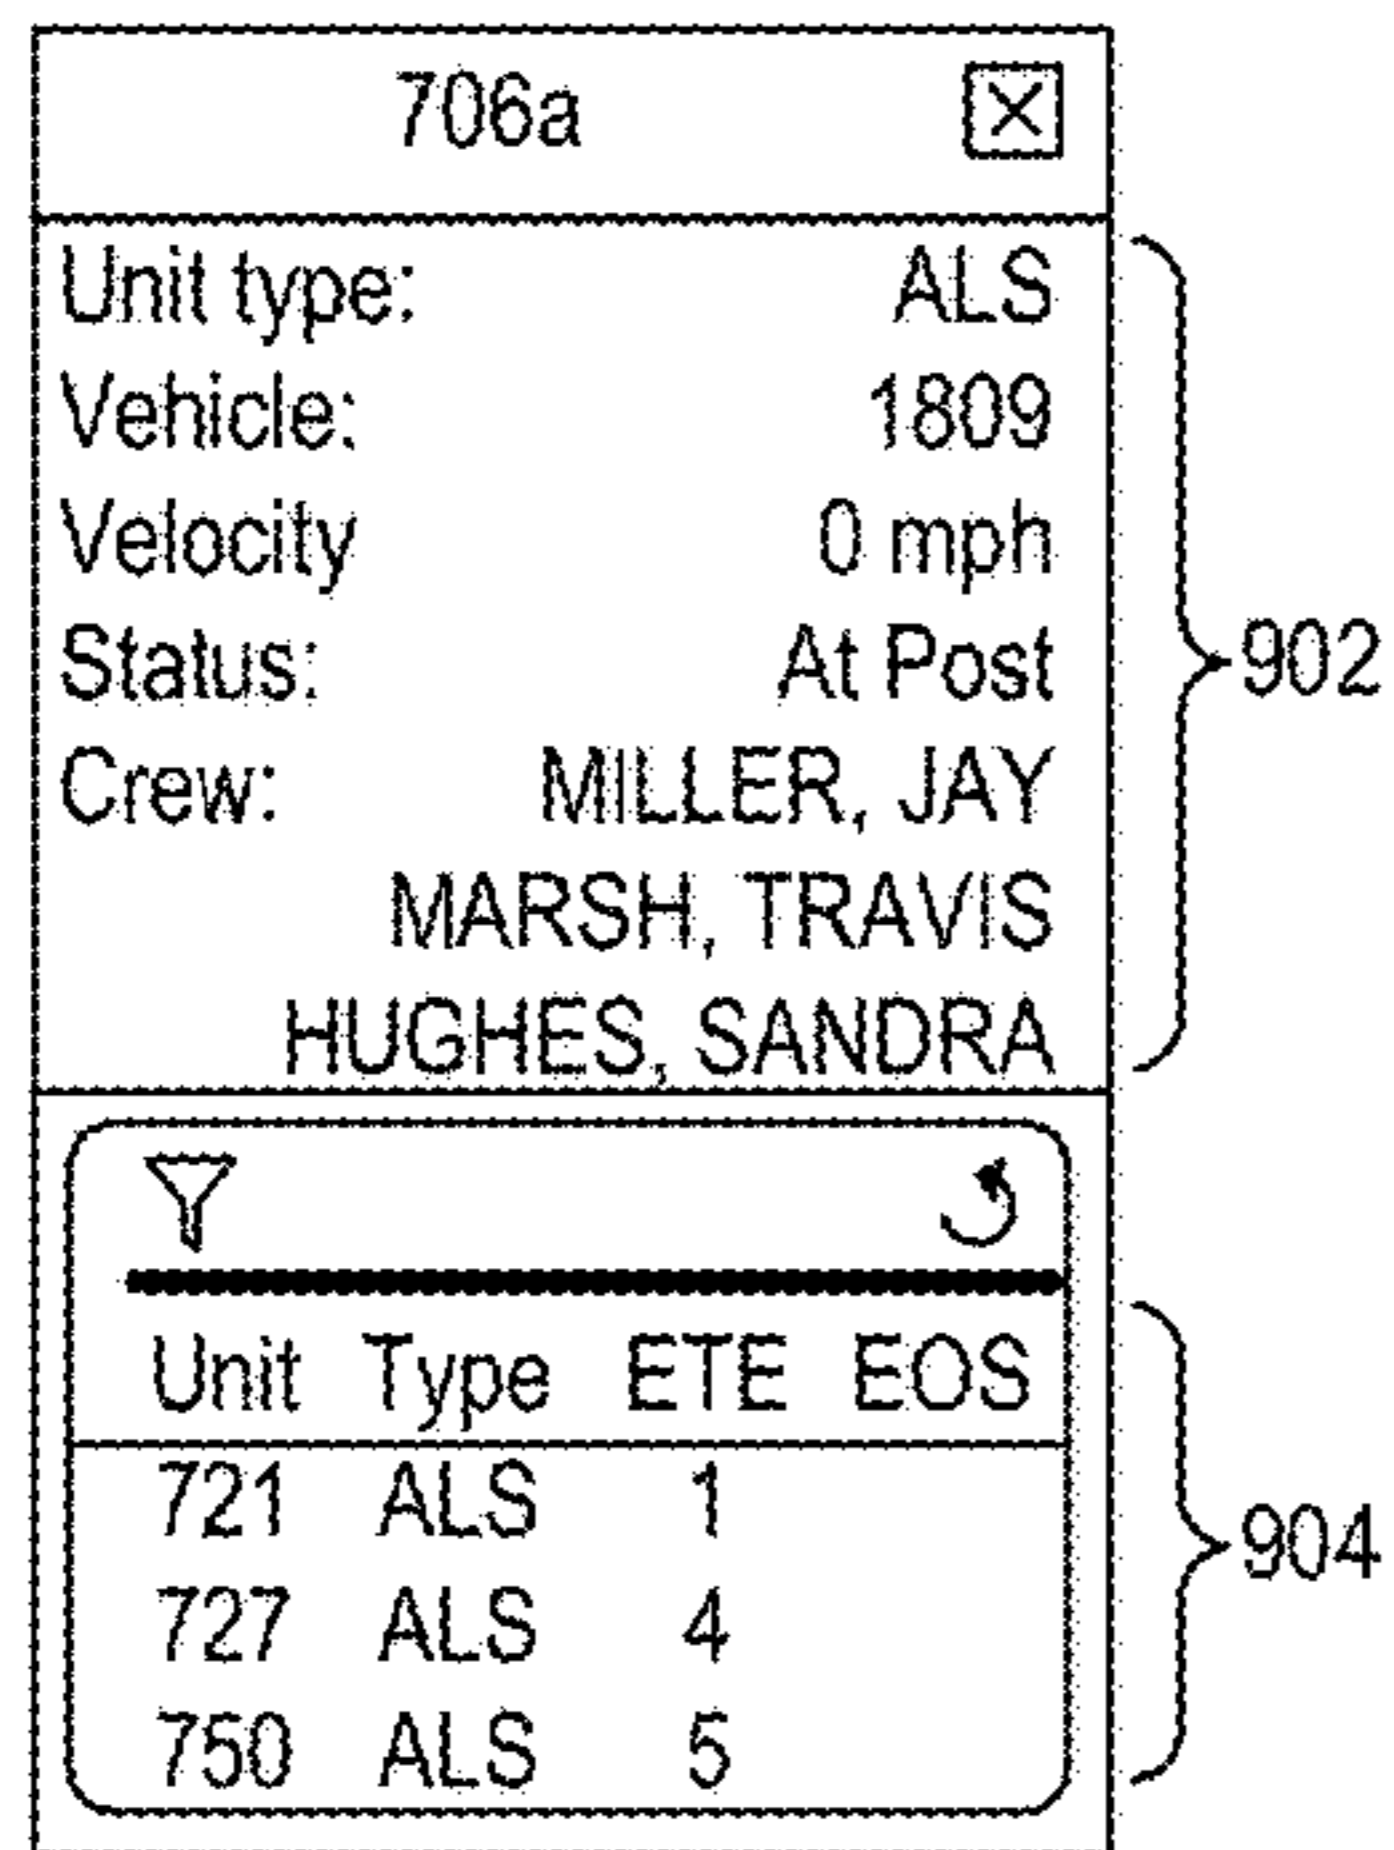 706a
Unit type: ALS
Vehicle: 1809
Velocity 0 mph
Status: At Post
902
Crew: MILLER, JAY
MARSH, TRAVIS
HUGHES, SANDRA
Unit Type ETE EOS
721 ALS 1
904
727 ALS 4
750 ALS 5